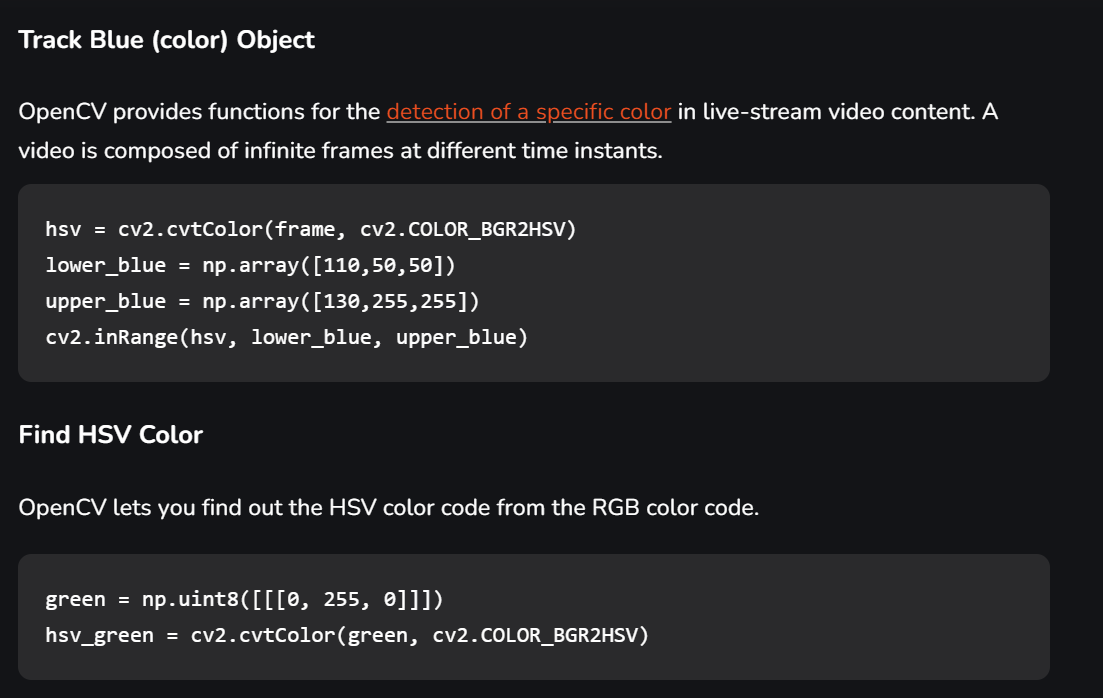 Track Blue (color) Object
OpenCV provides functions for the detection of a specific color in live-stream video content. A
video is composed of infinite frames at different time instants.
hsv = cv2.cvtColor(frame, cv2.COLOR_BGR2HSV)
lower_blue = np.array([110,50,50])
upper_blue = np.array([130,255,255])
cv2.inRange(hsv, lower_blue, upper_blue)
Find HSV Color
OpenCV lets you find out the HSV color code from the RGB color code.
green = np.uint8([[[0, 255, 0]]])
hsv_green = cv2.cvtColor(green, cv2.COLOR_BGR2HSV)